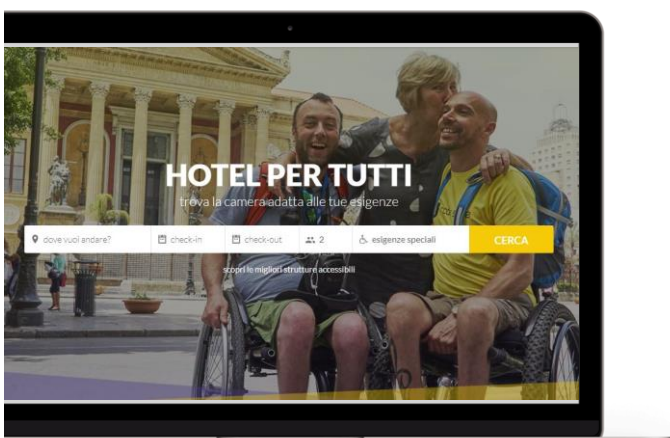 HOTEL PER TUTTI
trova la camera adatta alle tue esigenze
dove vuoi andare?
check-in
check-out
2
esigenze speciali
CERCA
scopri le migliori strutture accessibili